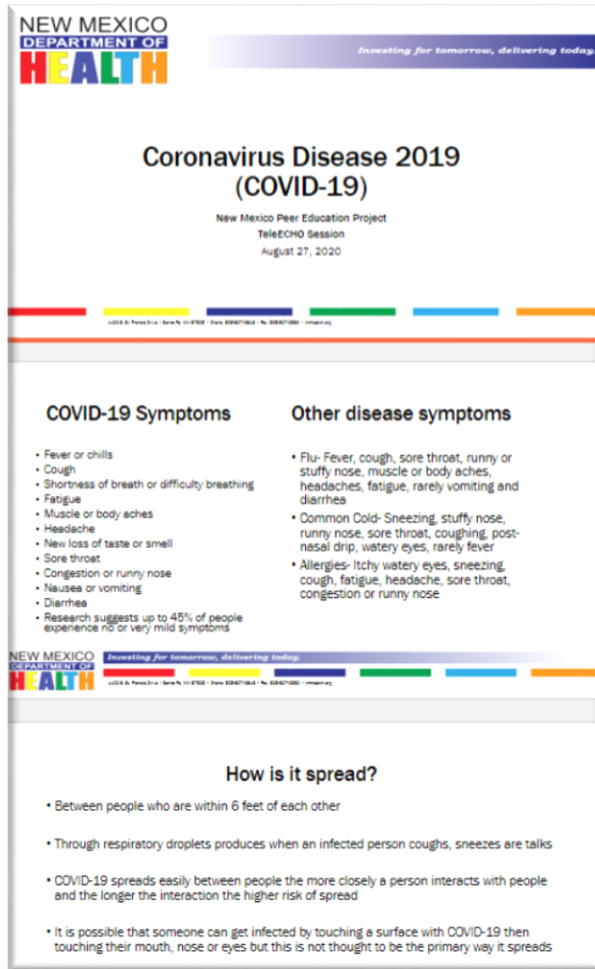 NEW MEXICO
DEPARTMENT OF
HEALTH
Investing for tomorrow, delivering today.
Coronavirus Disease 2019
(COVID-19)
New Mexico Peer Education Project
TeleECHO Session
August 27, 2020
COVID-19 Symptoms
• Fever or chills
• Cough
• Shortness of breath or difficulty breathing
• Fatigue
• Muscle or body aches
• Headache
• New loss of taste or smell
• Sore throat
• Congestion or runny nose
• Nausea or vomiting
• Diarrhea
• Research suggests up to 45% of people
experience no or very mild symptoms
Other disease symptoms
• Flu- Fever, cough, sore throat, runny or
stuffy nose, muscle or body aches,
headaches, fatigue, rarely vomiting and
diarrhea
• Common Cold- Sneezing, stuffy nose,
runny nose, sore throat, coughing, post-
nasal drip, watery eyes, rarely fever
• Allergies- Itchy watery eyes, sneezing,
cough, fatigue, headache, sore throat,
congestion or runny nose
NEW MEXICO
DEPARTMENT OF
HEALTH
Investing for tomorrow, delivering today.
How is it spread?
• Between people who are within 6 feet of each other
• Through respiratory droplets produces when an infected person coughs, sneezes are talks
• COVID-19 spreads easily between people the more closely a person interacts with people
and the longer the interaction the higher risk of spread
• It is possible that someone can get infected by touching a surface with COVID-19 then
touching their mouth, nose or eyes but this is not thought to be the primary way it spreads